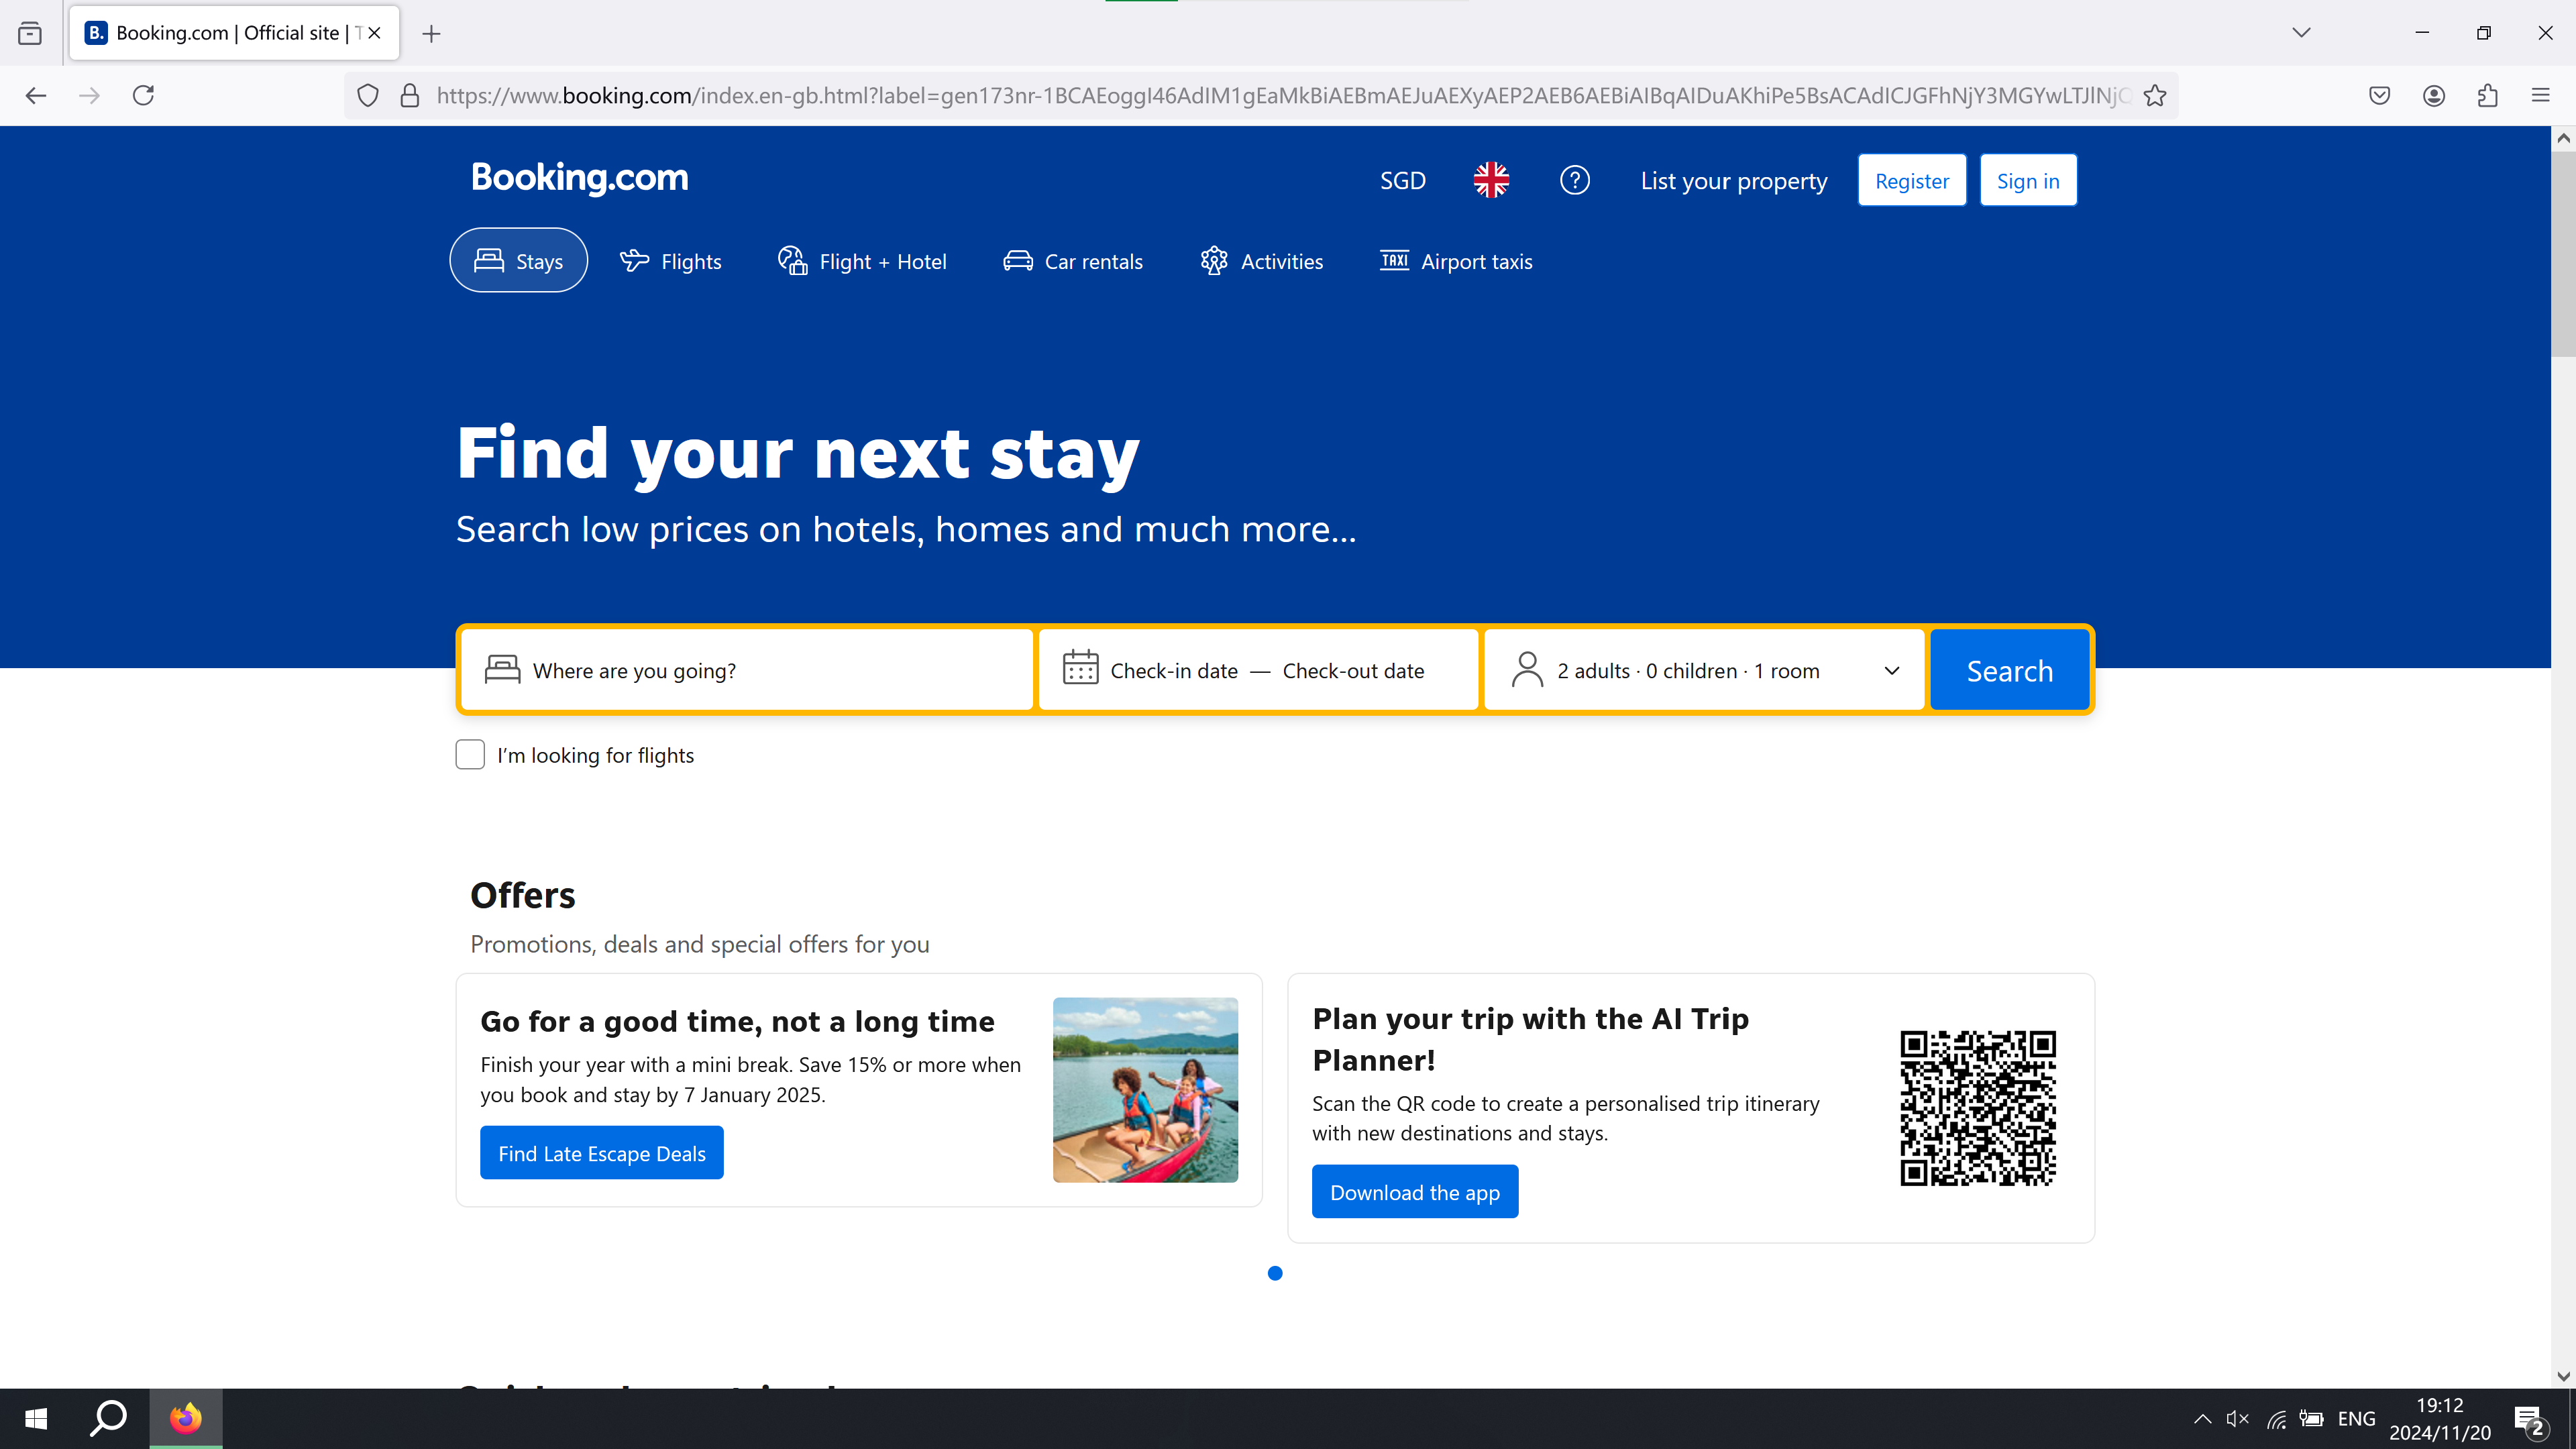 Booking.com | Official site | T
https://www.booking.com/index.en-gb.html?label=gen173nr-1BCAEoggI46AdIM1gEaMkBiAEBmAEJuAEXyAEP2AEB6AEBiAIBqAIDuAKhiPe5BsACAdICJGFhNjY3MGYwLTJlNjQ
Booking.com
SGD
List your property
Register
Sign in
Stays
Flights
Flight + Hotel
Car rentals
Activities
TAXI
Airport taxis
Find your next stay
Search low prices on hotels, homes and much more...
Where are you going?
Check-in date — Check-out date
2 adults · 0 children · 1 room
Search
I'm looking for flights
Offers
Promotions, deals and special offers for you
Go for a good time, not a long time
Finish your year with a mini break. Save 15% or more when
you book and stay by 7 January 2025.
Find Late Escape Deals
Plan your trip with the AI Trip
Planner!
Scan the QR code to create a personalised trip itinerary
with new destinations and stays.
Download the app
ENG
19:12
2024/11/20
2